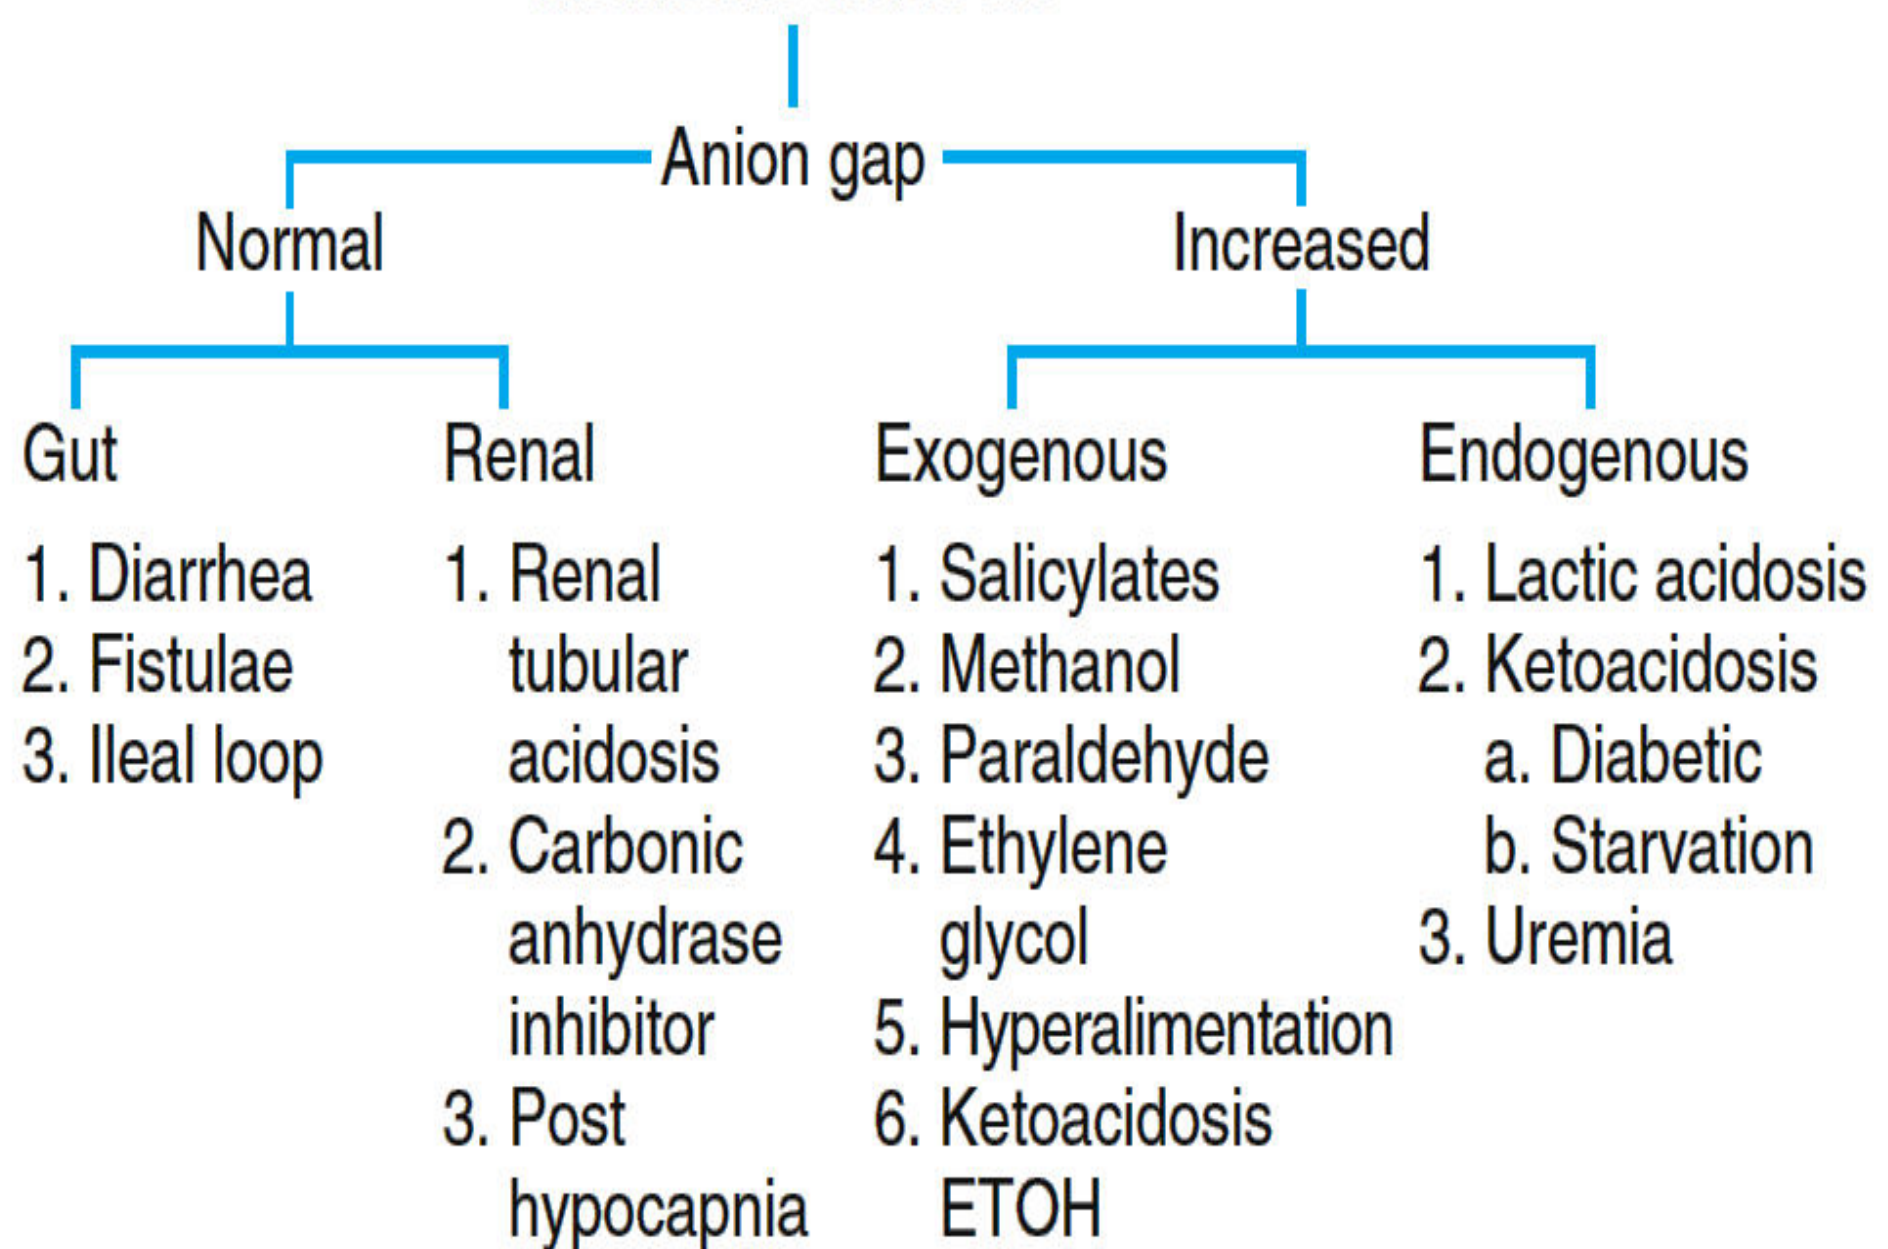 Anion gap
Normal
Increased
Gut
1. Diarrhea
2. Fistulae
3. Ileal loop
Renal
1. Renal
tubular
acidosis
2. Carbonic
anhydrase
inhibitor
3. Post
hypocapnia
Exogenous
1. Salicylates
2. Methanol
3. Paraldehyde
4. Ethylene
glycol
5. Hyperalimentation
6. Ketoacidosis
ETOH
Endogenous
1. Lactic acidosis
2. Ketoacidosis
a. Diabetic
b. Starvation
3. Uremia